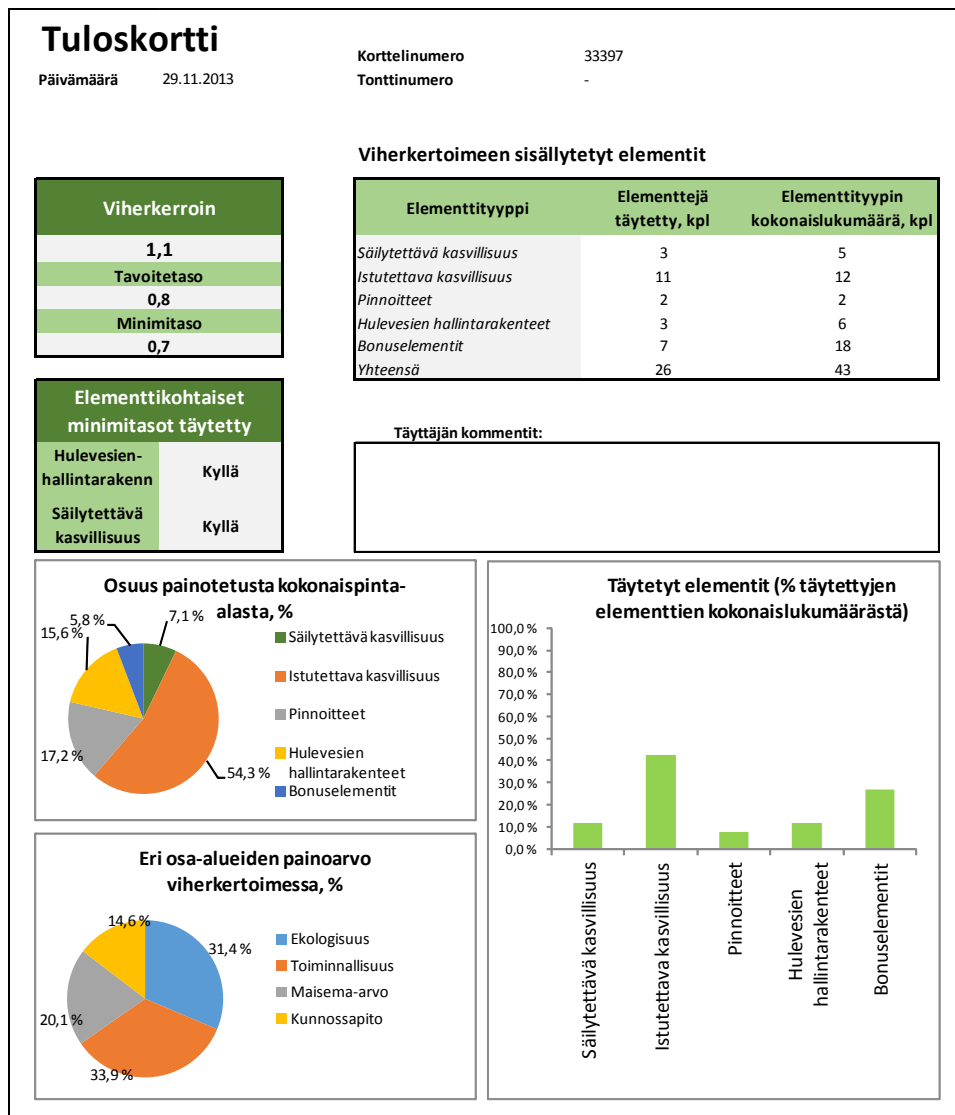 Tuloskortti
Korttelinumero 33397
Päivämäärä 29.11.2013 Tonttinumero -
Viherkertoimeen sisällytetyt elementit
Viherkerroin
1,1
Tavoitetaso
0,8
Minimitaso
0,7
Elementtityyppi Elementtejä täytetty, kpl Elementtityypin kokonaislukumäärä, kpl
Säilytettävä kasvillisuus 3 5
Istutettava kasvillisuus 11 12
Pinnoitteet 2 2
Hulevesien hallintarakenteet 3 6
Bonuselementit 7 18
Yhteensä 26 43
Elementtikohtaiset
minimitasot täytetty
Hulevesien-
hallintarakenn Kyllä
Säilytettävä
kasvillisuus Kyllä
Täyttäjän kommentit:
Osuus painotetusta kokonaispinta-
alasta, %
7,1 %
54,3 %
17,2 %
15,6 %
5,8 %
Säilytettävä kasvillisuus
Istutettava kasvillisuus
Pinnoitteet
Hulevesien
hallintarakenteet
Bonuselementit
Eri osa-alueiden painoarvo
viherkertoimessa, %
31,4 %
33,9 %
20,1 %
14,6 %
Ekologisuus
Toiminnallisuus
Maisema-arvo
Kunnossapito
Täytetyt elementit (% täytettyjen
elementtien kokonaislukumäärästä)
100,0 %
90,0 %
80,0 %
70,0 %
60,0 %
50,0 %
40,0 %
30,0 %
20,0 %
10,0 %
0,0 %
Säilytettävä kasvillisuus
Istutettava kasvillisuus
Pinnoitteet
Hulevesien
hallintarakenteet
Bonuselementit